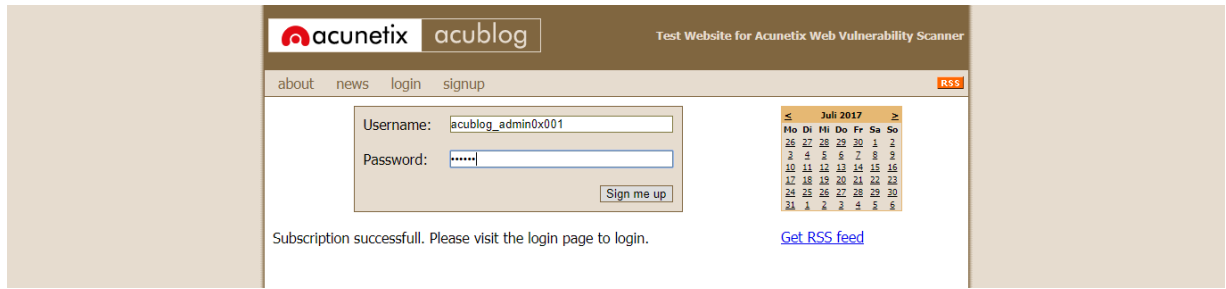 acunetix acublog
Test Website for Acunetix Web Vulnerability Scanner
about news login signup
RSS
Username: acublog_admin0x001
Password: ••••••
Sign me up
Subscription successfull. Please visit the login page to login.
< Juli 2017 >
Mo Di Mi Do Fr Sa So
26 27 28 29 30 1 2
3 4 5 6 7 8 9
10 11 12 13 14 15 16
17 18 19 20 21 22 23
24 25 26 27 28 29 30
31 1 2 3 4 5 6
Get RSS feed